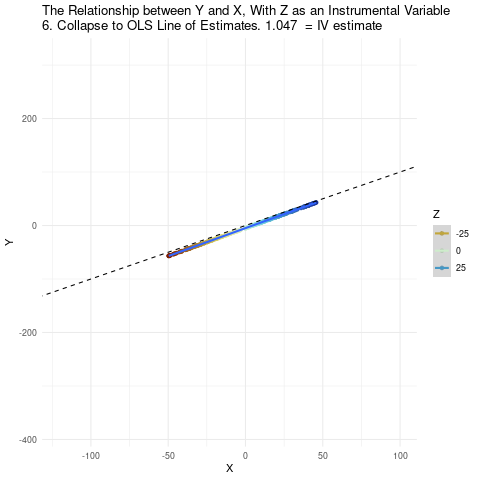 The Relationship between Y and X, With Z as an Instrumental Variable
6. Collapse to OLS Line of Estimates. 1.047  = IV estimate
200
0
-200
-400
Y
-100
-50
0
50
100
X
Z
-25
0
25